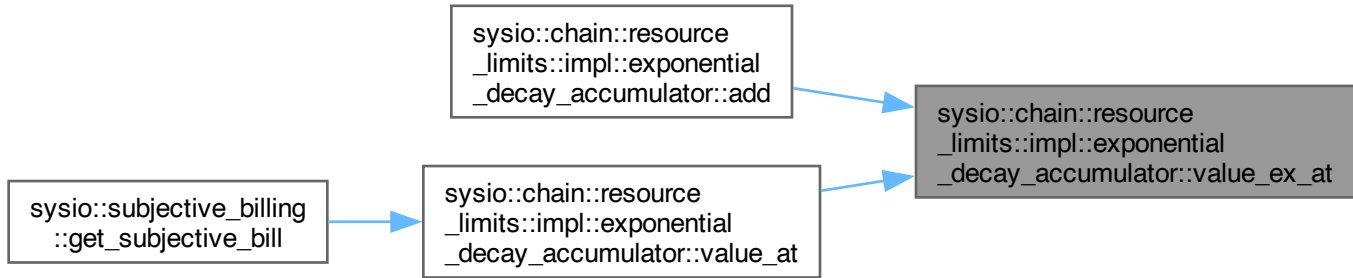 sysio::chain::resource
_limits::impl::exponential
_decay_accumulator::add
sysio::chain::resource
_limits::impl::exponential
_decay_accumulator::value_ex_at
sysio::subjective_billing
::get_subjective_bill
sysio::chain::resource
_limits::impl::exponential
_decay_accumulator::value_at